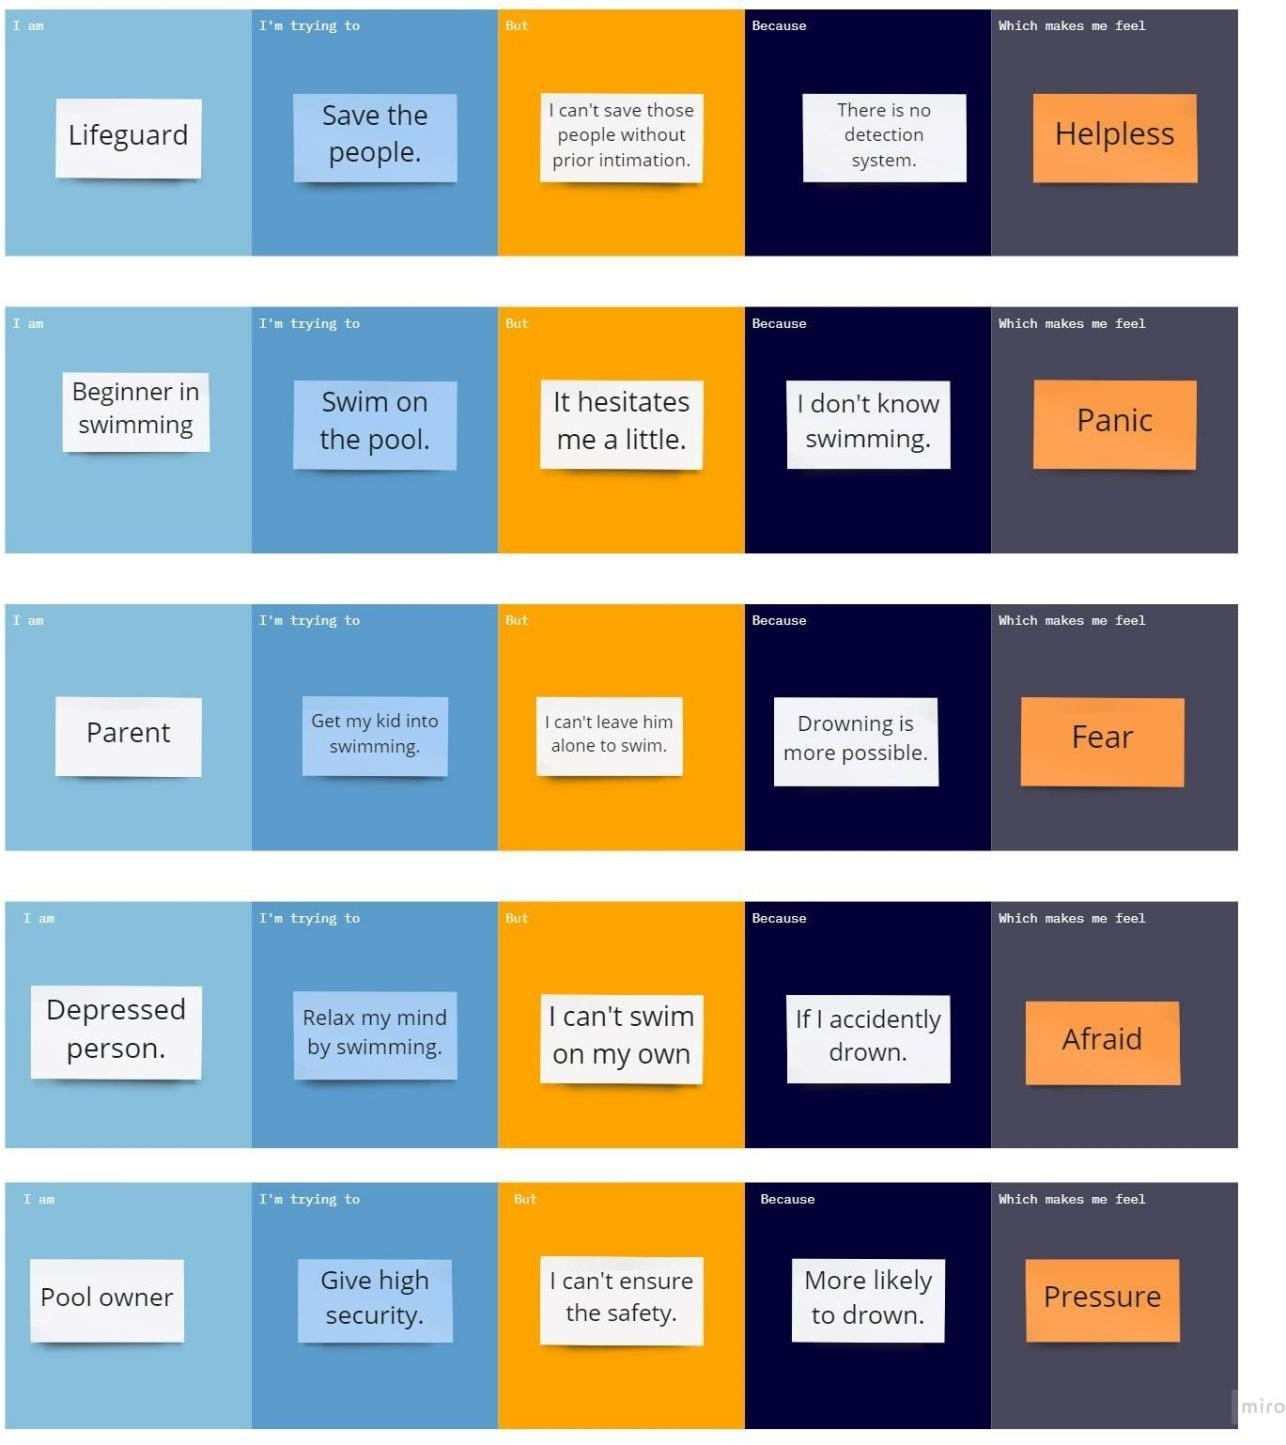 I am
I'm trying to
But
Because
Which makes me feel
Lifeguard
Save the
people.
I can't save those
people without
prior intimation.
There is no
detection
system.
Helpless
I am
I'm trying to
But
Because
Which makes me feel
Beginner in
swimming
Swim on
the pool.
It hesitates
me a little.
I don't know
swimming.
Panic
I am
I'm trying to
But
Because
Which makes me feel
Parent
Get my kid into
swimming.
I can't leave him
alone to swim.
Drowning is
more possible.
Fear
I am
I'm trying to
But
Because
Which makes me feel
Depressed
person.
Relax my mind
by swimming.
I can't swim
on my own
If I accidently
drown.
Afraid
I am
I'm trying to
But
Because
Which makes me feel
Pool owner
Give high
security.
I can't ensure
the safety.
More likely
to drown.
Pressure
miro